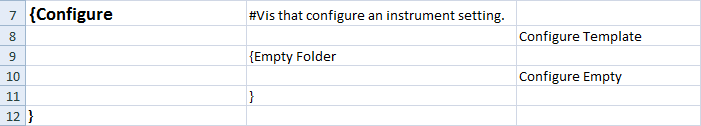 7 {Configure #Vis that configure an instrument setting.
8 Configure Template
9 {Empty Folder
10 Configure Empty
11 }
12 }